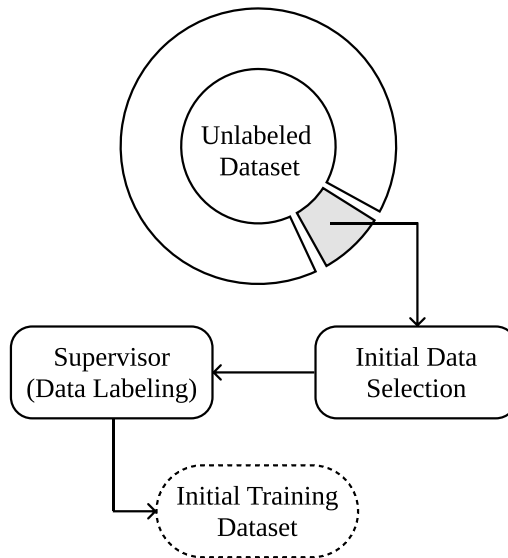 Unlabeled
Dataset
Initial Data
Selection
Supervisor
(Data Labeling)
Initial Training
Dataset